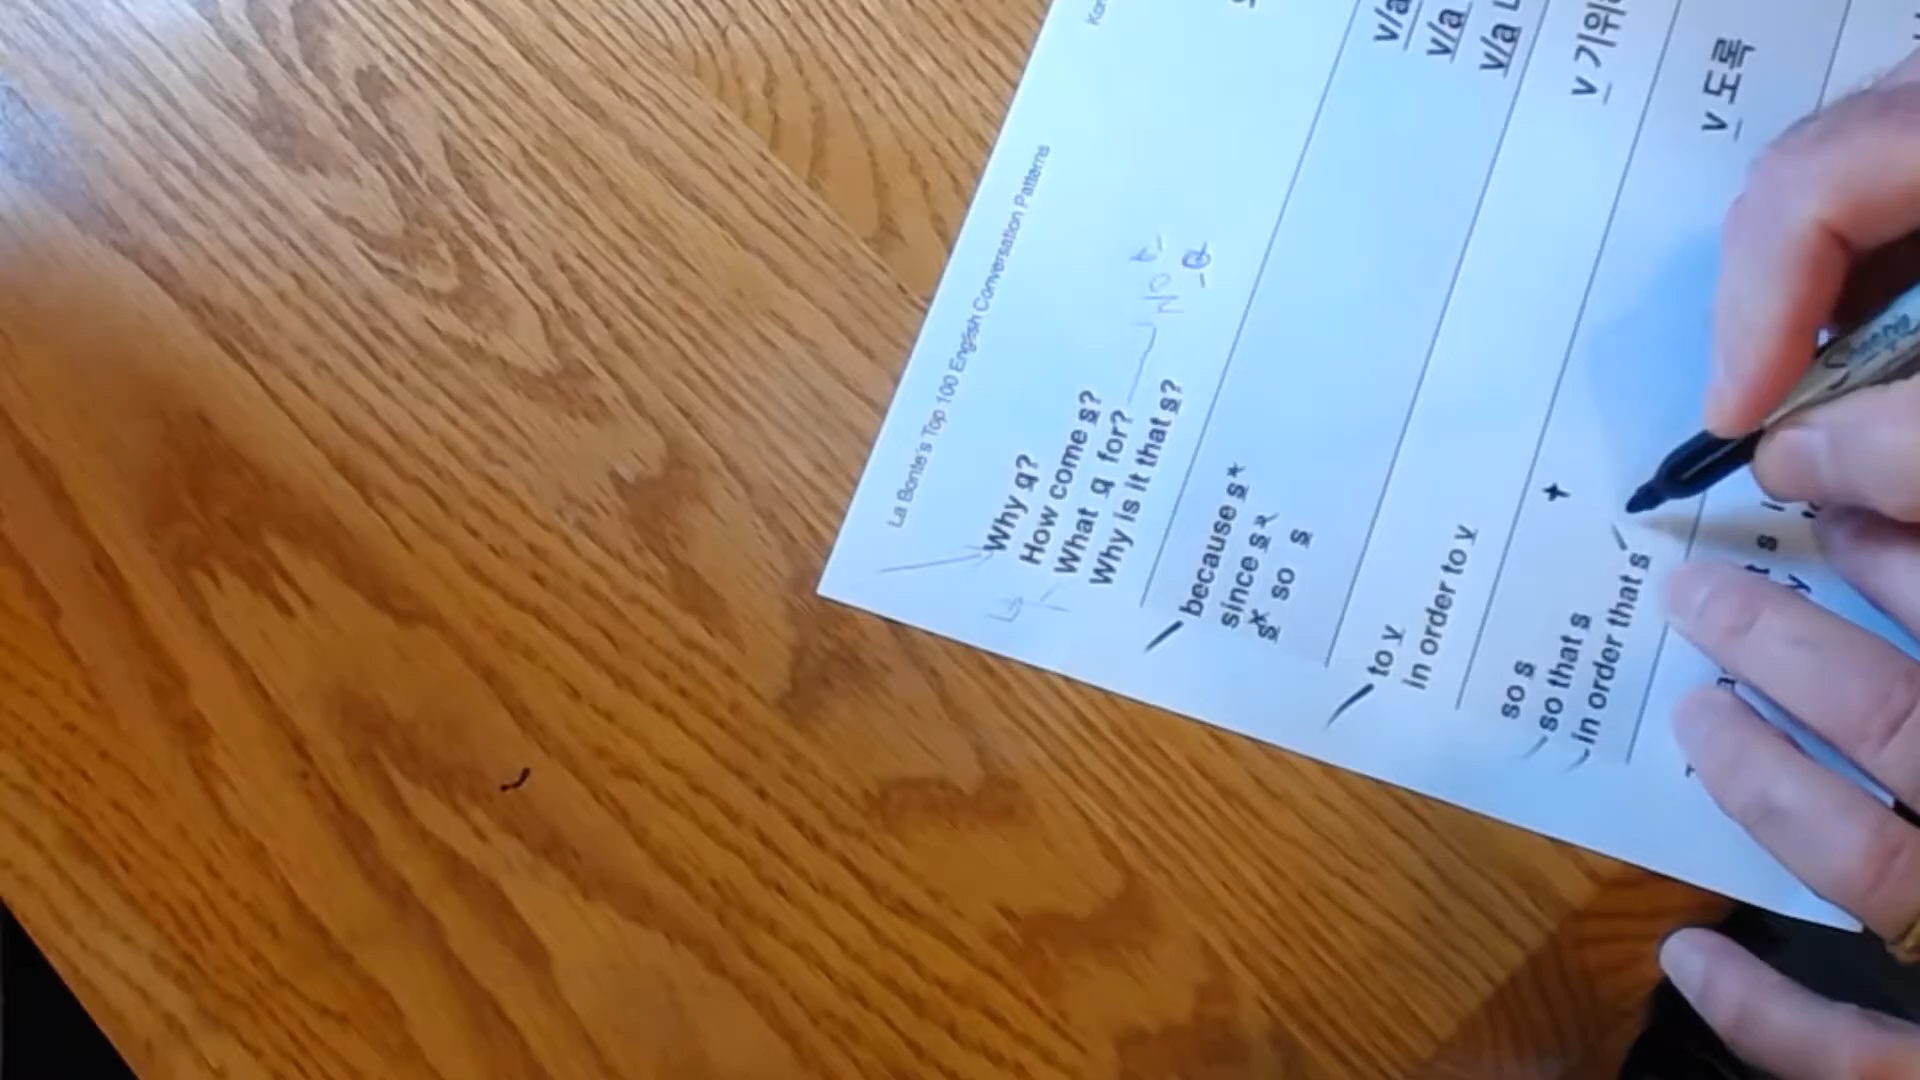 La Bonte's Top 100 English Conversation Patterns
Why q?
How come s?
What q for? Not
Why is it that s? -Q
because s*
since s*
s* so s
to v
in order to v
so s
so that s
in order that s
v/a
v/a
v/a
v 기위
v 도록